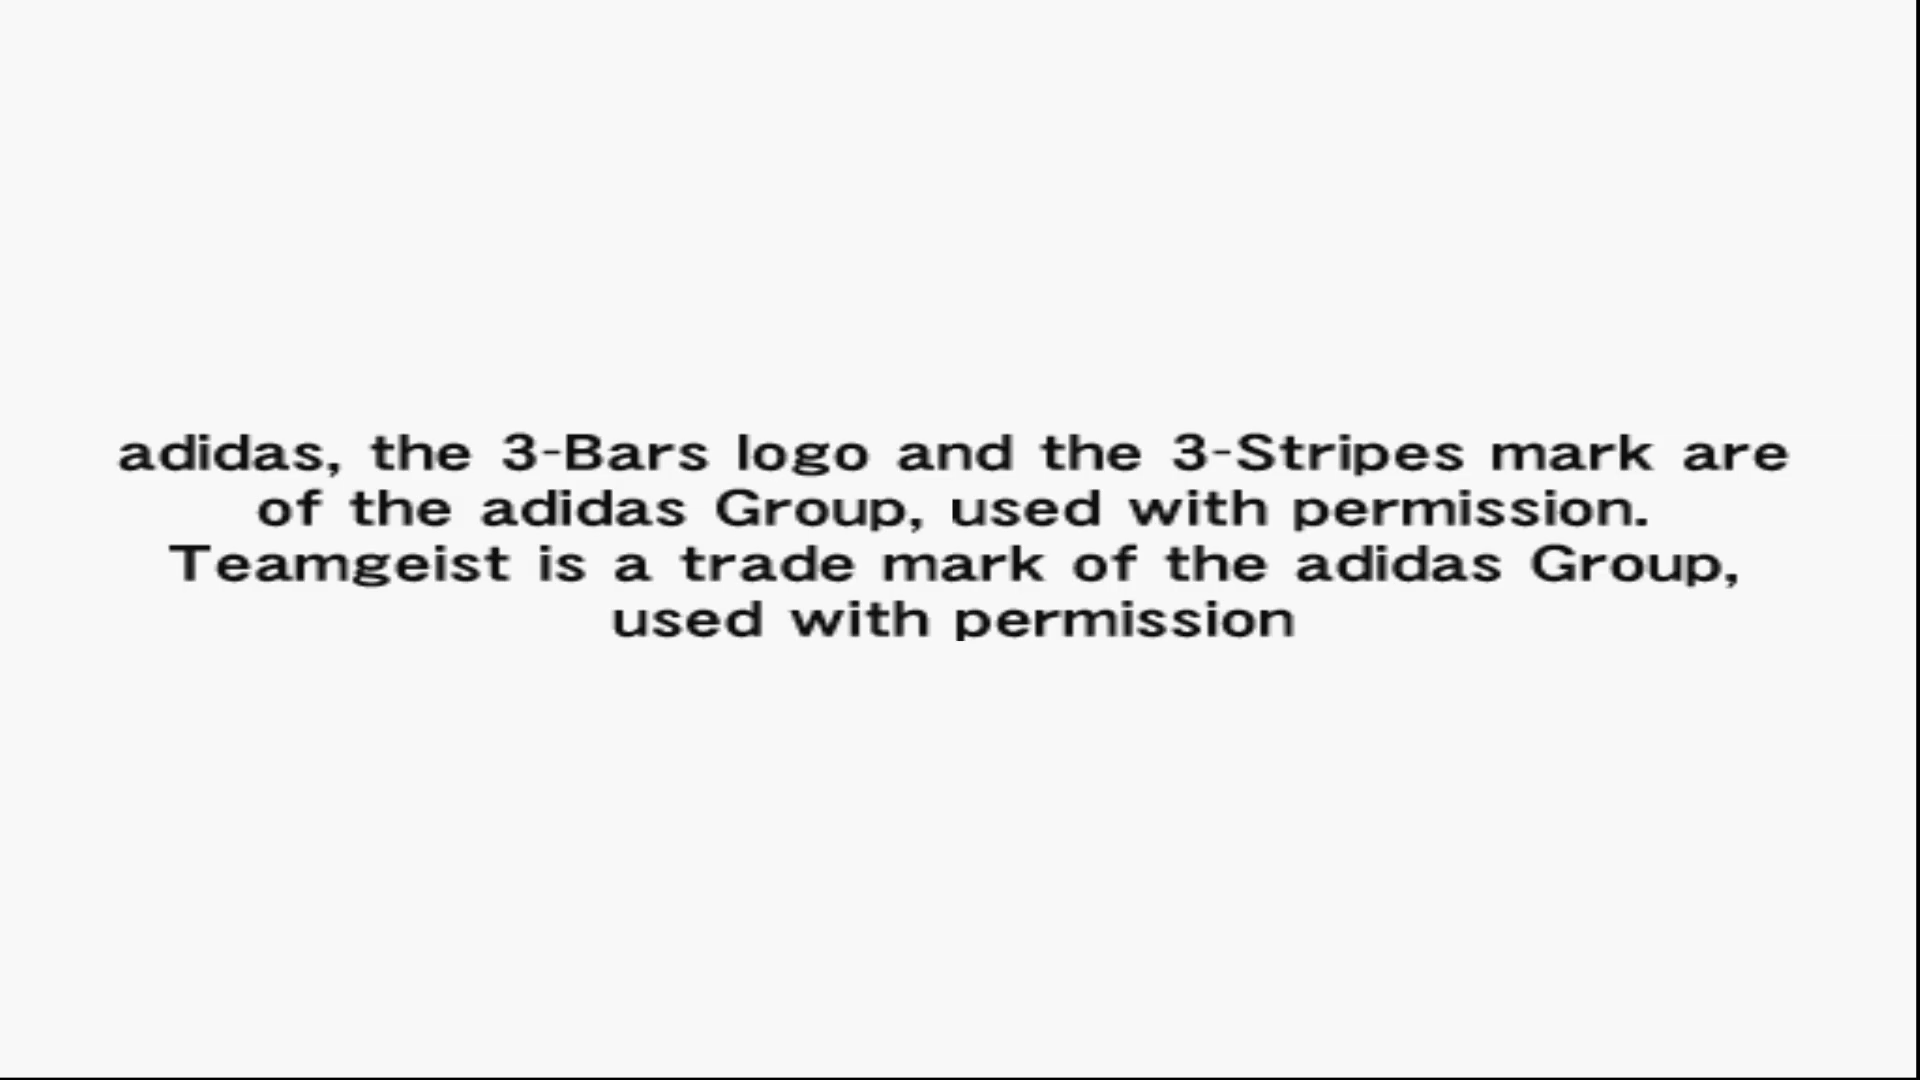 adidas, the 3-Bars logo and the 3-Stripes mark are
of the adidas Group, used with permission.
Teamgeist is a trade mark of the adidas Group,
used with permission